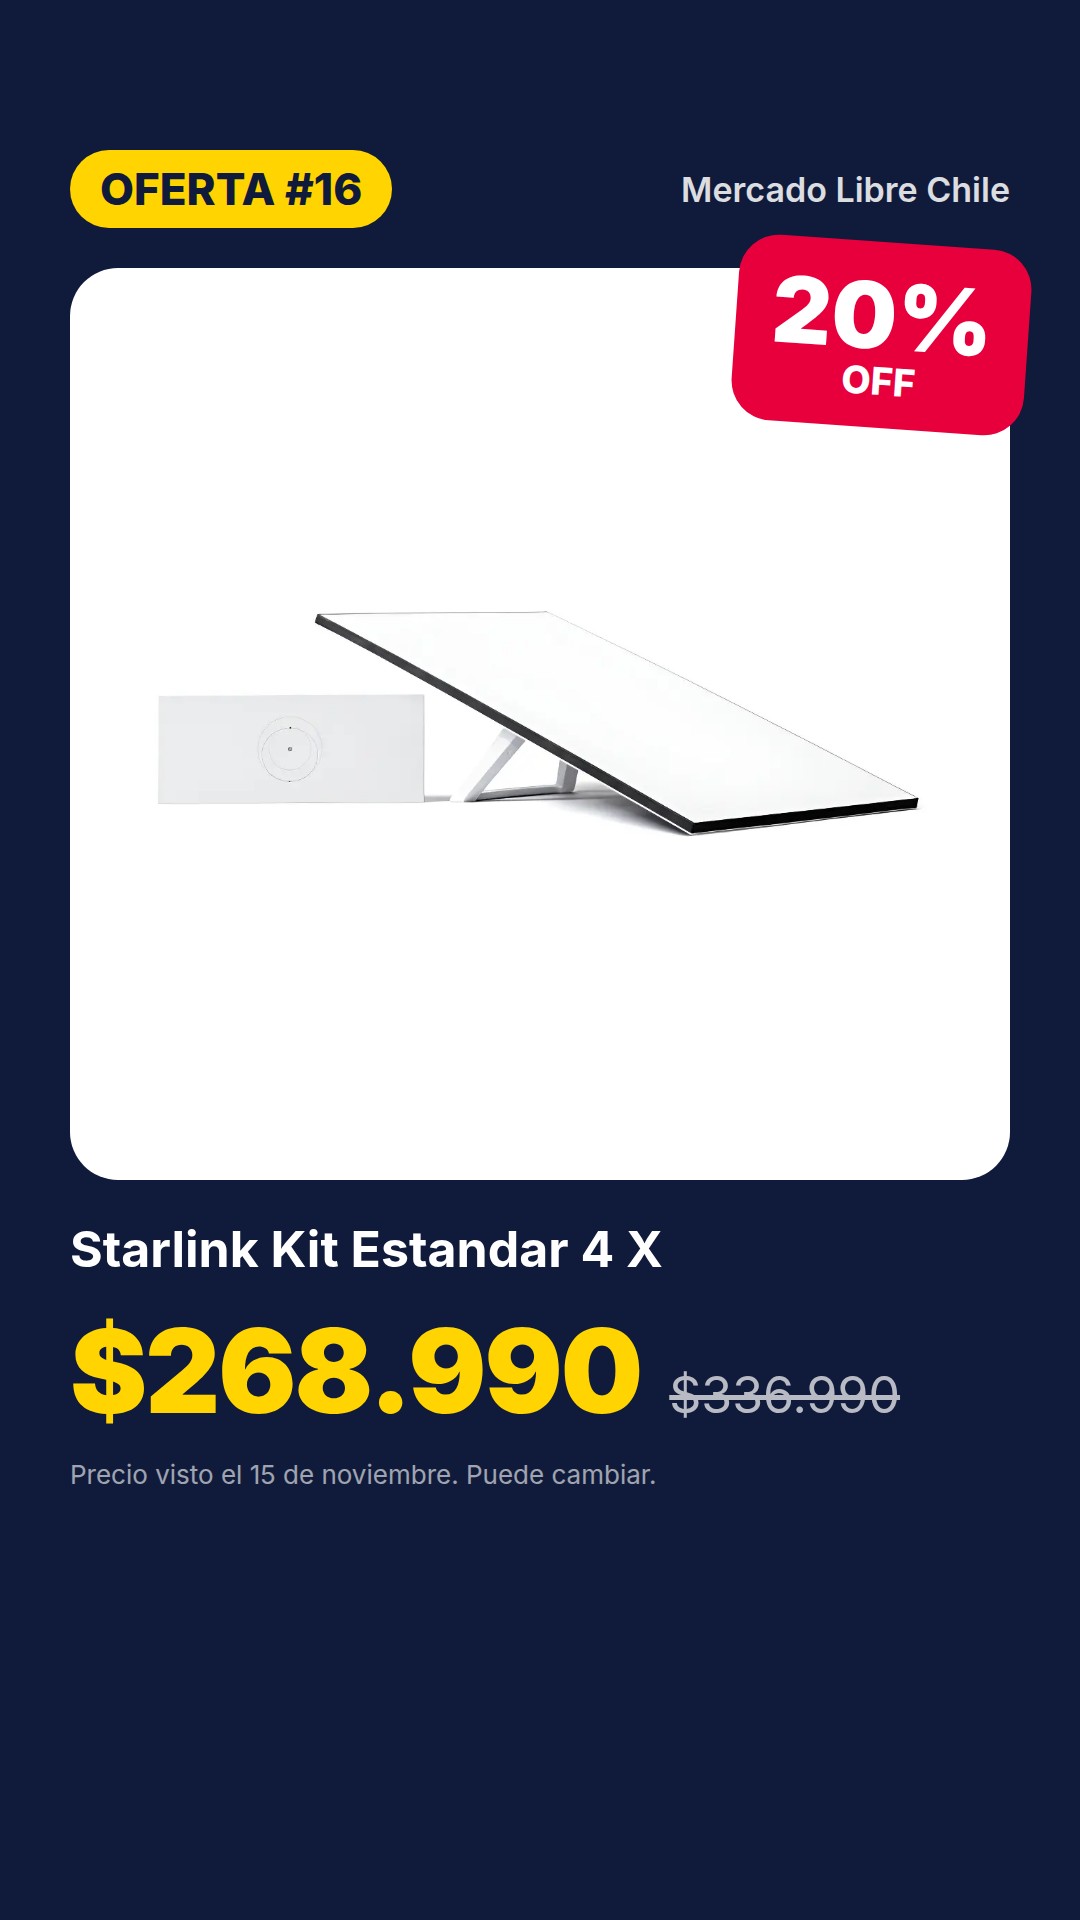 OFERTA #16
Mercado Libre Chile
20%
OFF
Starlink Kit Estandar 4 X
$268.990 $336.990
Precio visto el 15 de noviembre. Puede cambiar.